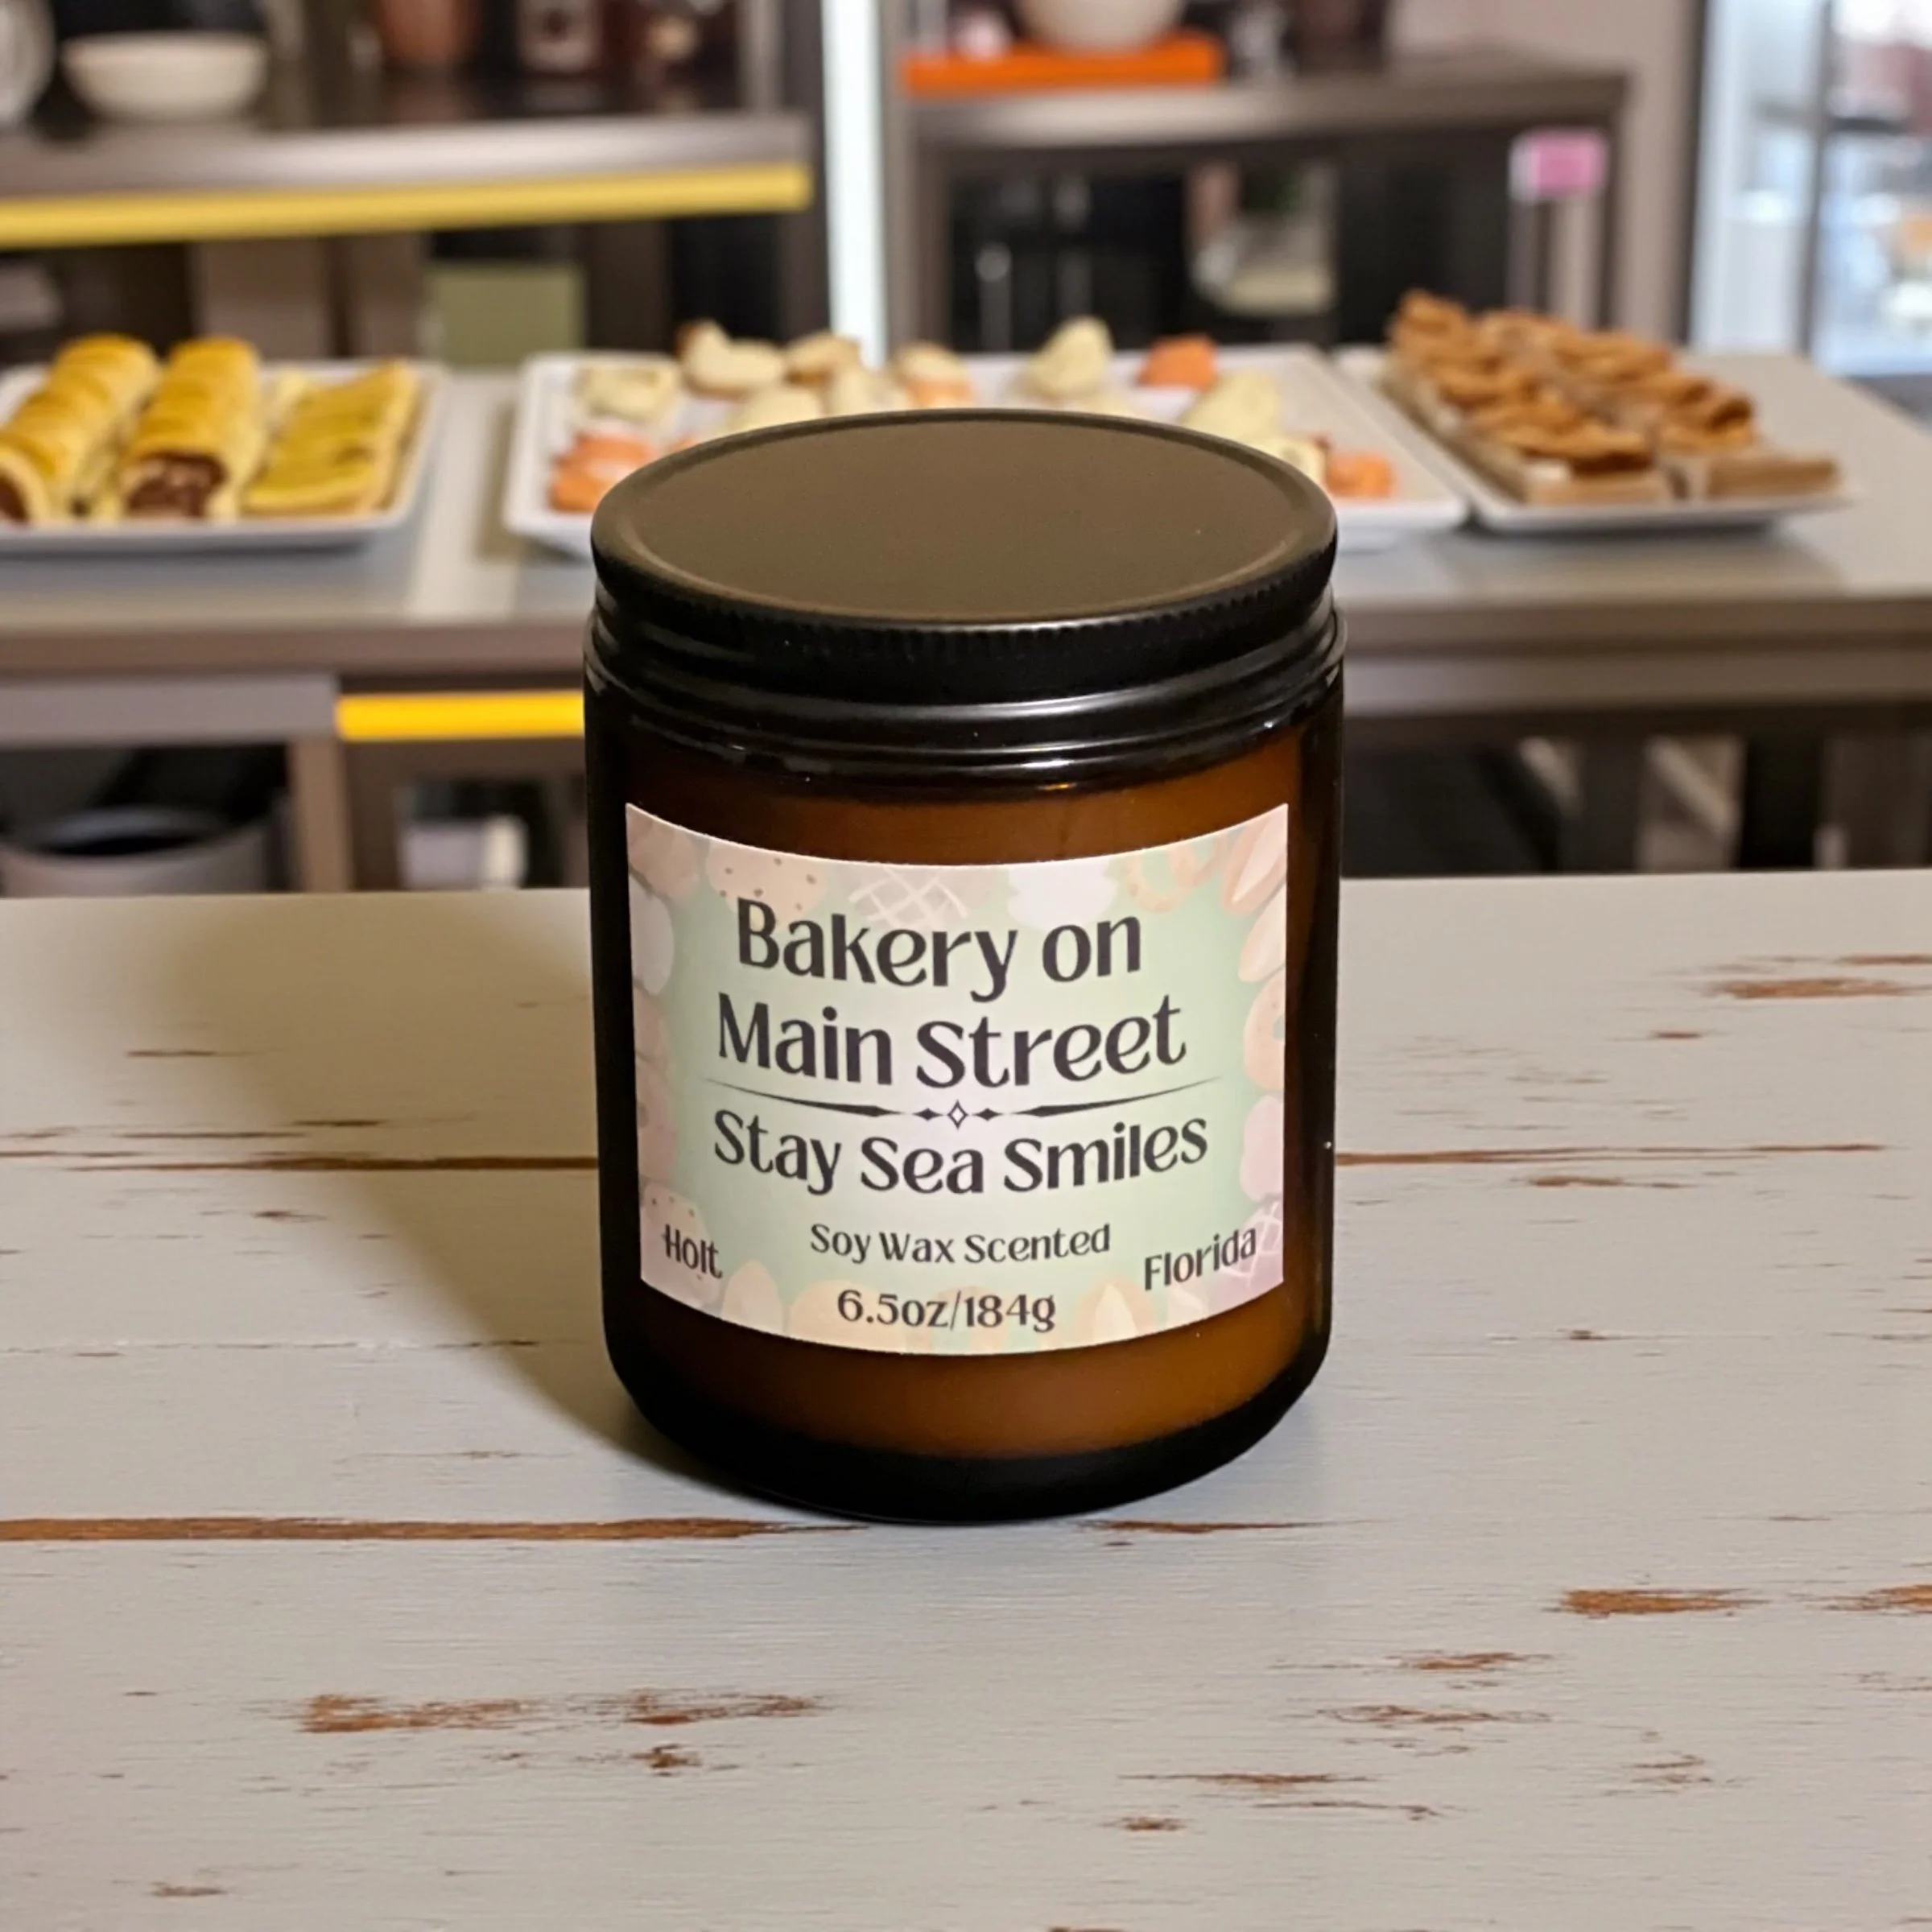 Bakery on
Main Street
Stay Sea Smiles
Soy Wax Scented
Holt
Florida
6.5oz/184g